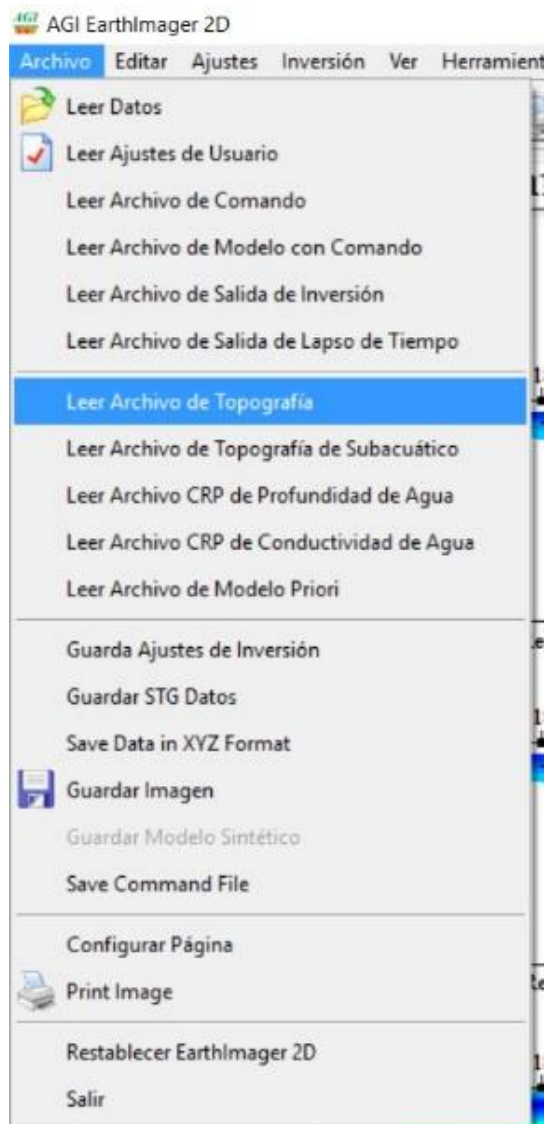 AGI EarthImager 2D
Archivo Editar Ajustes Inversión Ver Herramient
Leer Datos
Leer Ajustes de Usuario
Leer Archivo de Comando
Leer Archivo de Modelo con Comando
Leer Archivo de Salida de Inversión
Leer Archivo de Salida de Lapso de Tiempo
Leer Archivo de Topografía
Leer Archivo de Topografía de Subacuático
Leer Archivo CRP de Profundidad de Agua
Leer Archivo CRP de Conductividad de Agua
Leer Archivo de Modelo Priori
Guarda Ajustes de Inversión
Guardar STG Datos
Save Data in XYZ Format
Guardar Imagen
Guardar Modelo Sintético
Save Command File
Configurar Página
Print Image
Restablecer EarthImager 2D
Salir